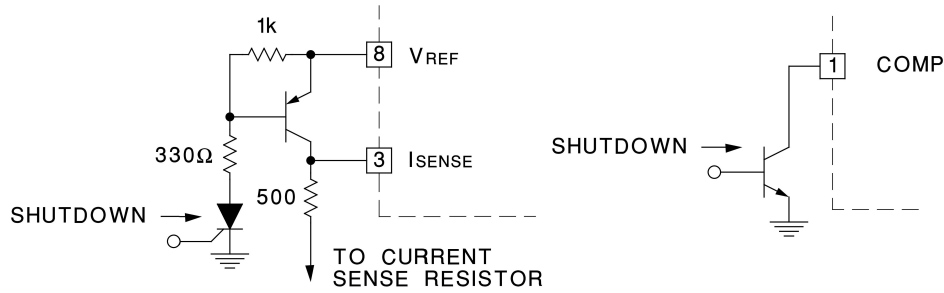 1k
8 VREF
330Ω
3 ISENSE
500
SHUTDOWN
TO CURRENT
SENSE RESISTOR
1 COMP
SHUTDOWN